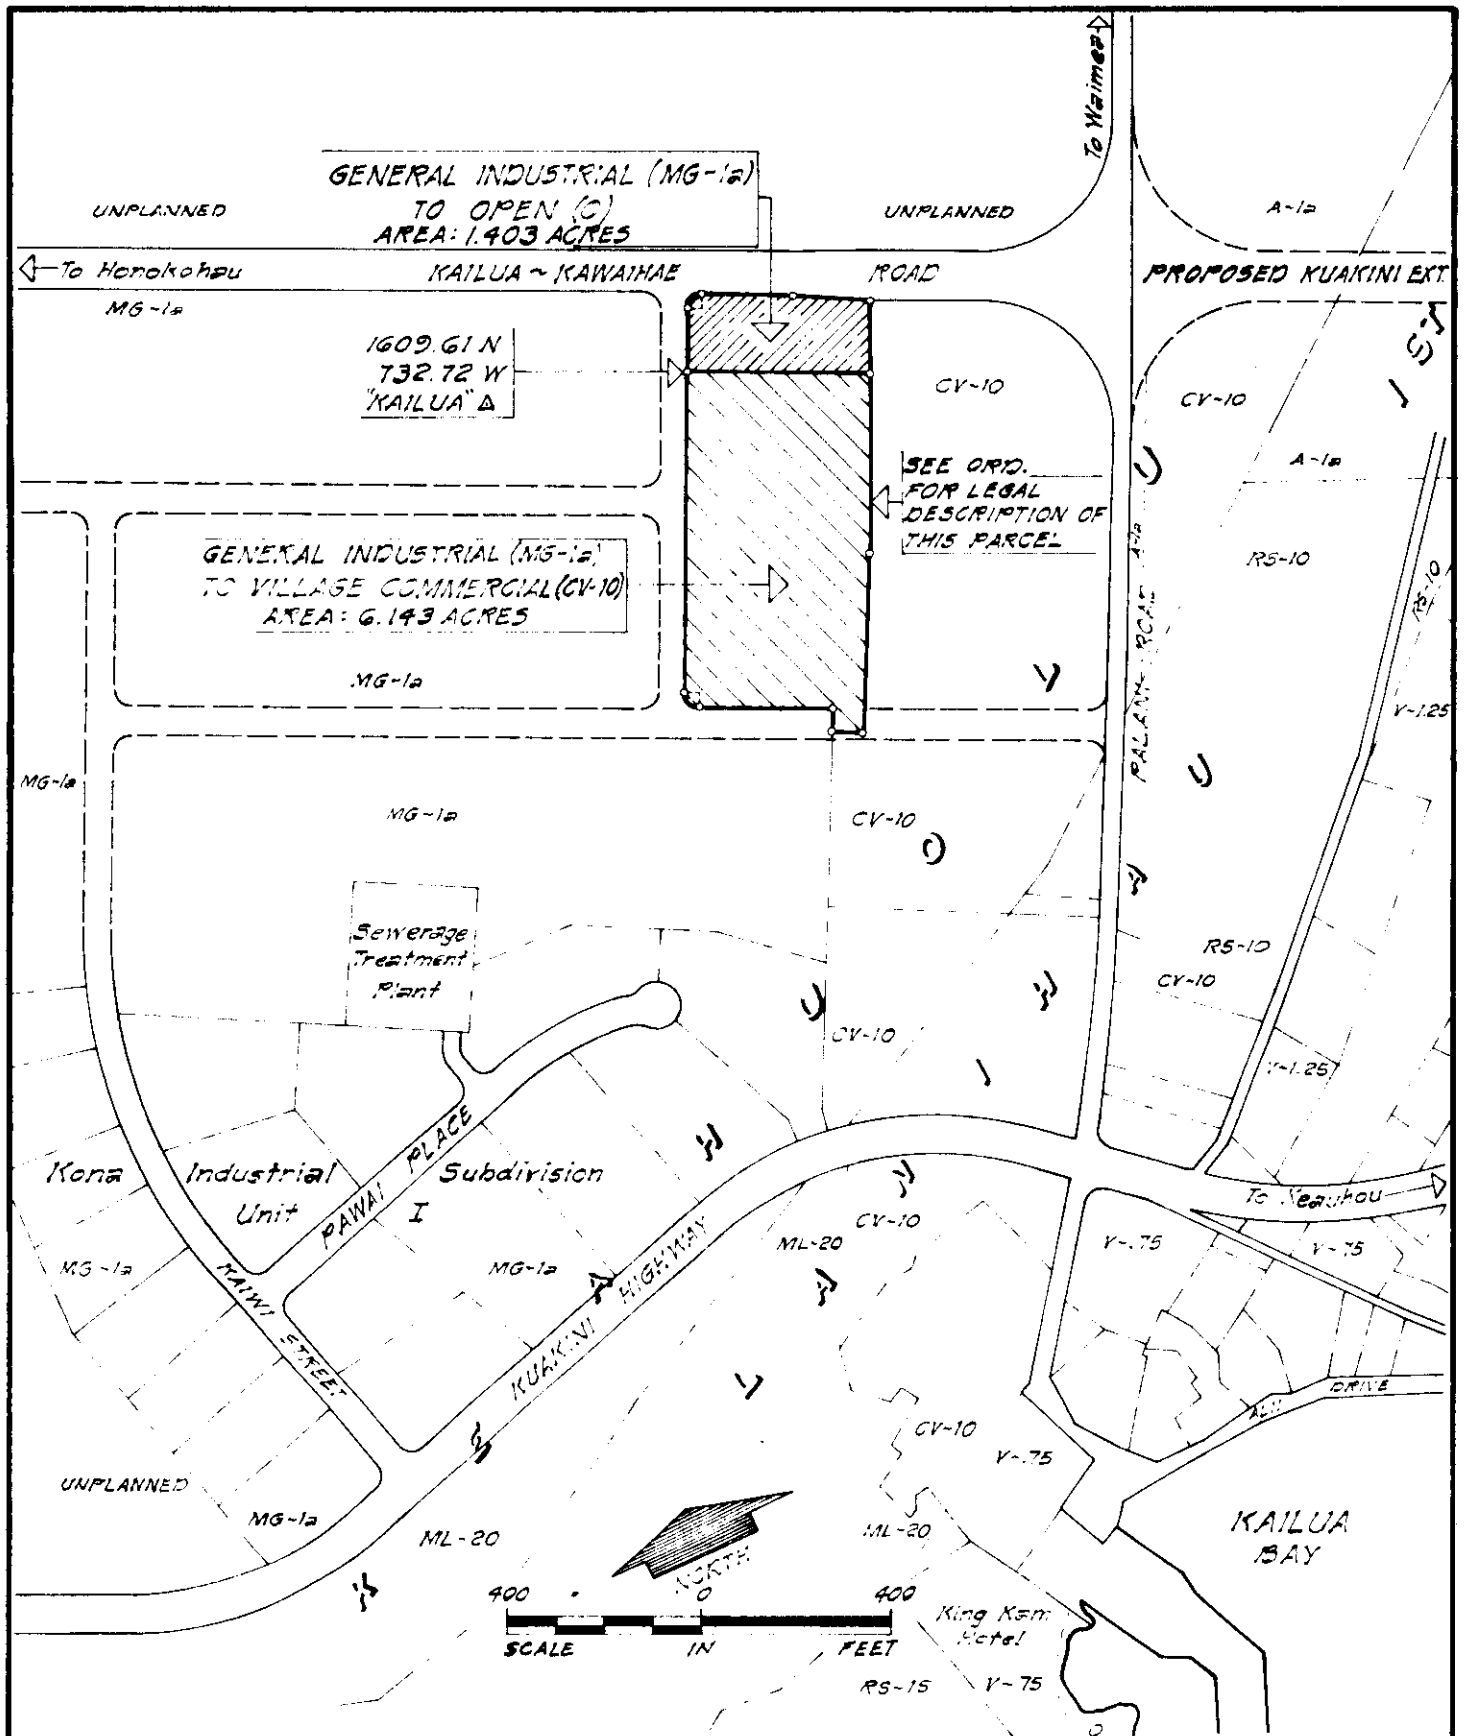 To Waimea
GENERAL INDUSTRIAL (MG-1a)
TO OPEN (O)
AREA: 1.403 ACRES
UNPLANNED
UNPLANNED
A-1a
To Honokohau
KAILUA ~ KAWAIHAE ROAD
PROPOSED KUAKINI EXT.
MG-1a
1609.61 N
732.72 W
"KAILUA" Δ
CV-10
CV-10
SEE ORD.
FOR LEGAL
DESCRIPTION OF
THIS PARCEL
A-1a
A-1a
RS-10
RS-10
GENERAL INDUSTRIAL (MG-1a)
TO VILLAGE COMMERCIAL (CV-10)
AREA: 6.143 ACRES
MG-1a
PALANI ROAD
V-1.25
MG-1a
MG-1a
CV-10
Sewerage
Treatment
Plant
RS-10
CV-10
CV-10
V-1.25
Kona Industrial Subdivision
Unit I
PAWAI PLACE
To Keauhou
MG-1a
MG-1a
KAIWI STREET
KUAKINI HIGHWAY
ML-20
CV-10
V-.75
V-.75
ALII DRIVE
CV-10
V-.75
UNPLANNED
MG-1a
ML-20
NORTH
ML-20
KAILUA
BAY
400 0 400
SCALE IN FEET
King Kam
Hotel
RS-15
V-75